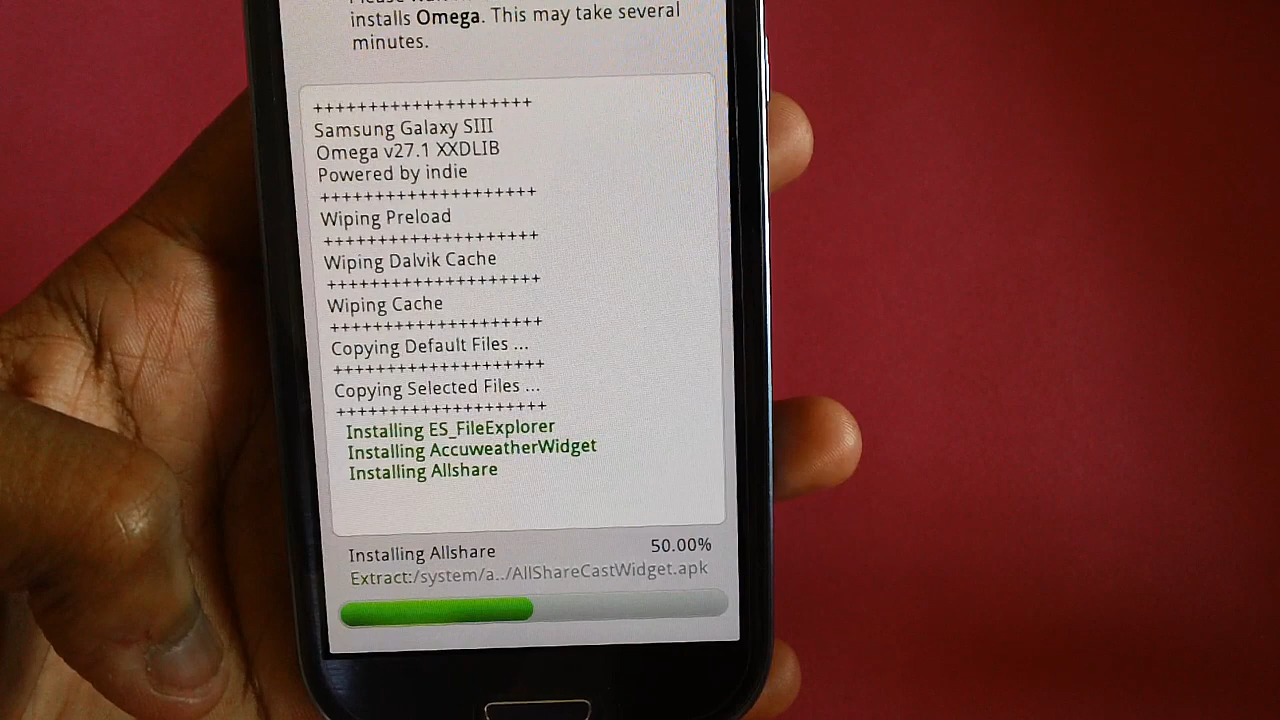 installs Omega. This may take several
minutes.
++++++++++++++++++++
Samsung Galaxy SIII
Omega v27.1 XXDLIB
Powered by indie
++++++++++++++++++++
Wiping Preload
++++++++++++++++++++
Wiping Dalvik Cache
++++++++++++++++++++
Wiping Cache
++++++++++++++++++++
Copying Default Files ...
++++++++++++++++++++
Copying Selected Files ...
++++++++++++++++++++
Installing ES_FileExplorer
Installing AccuweatherWidget
Installing Allshare
Installing Allshare 50.00%
Extract:/system/a../AllShareCastWidget.apk